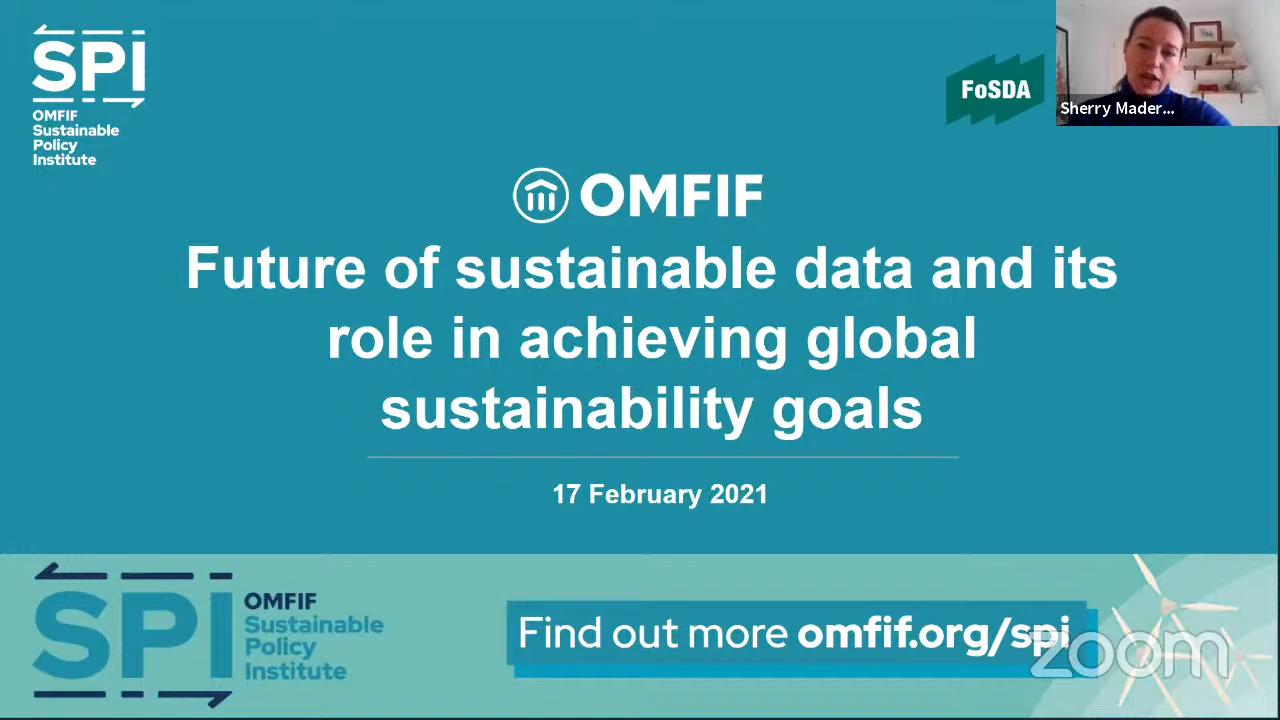 SPI
OMFIF
Sustainable
Policy
Institute
FoSDA
Sherry Mader...
OMFIF
Future of sustainable data and its
role in achieving global
sustainability goals
17 February 2021
SPI
OMFIF
Sustainable
Policy
Institute
Find out more omfif.org/spi
zoom